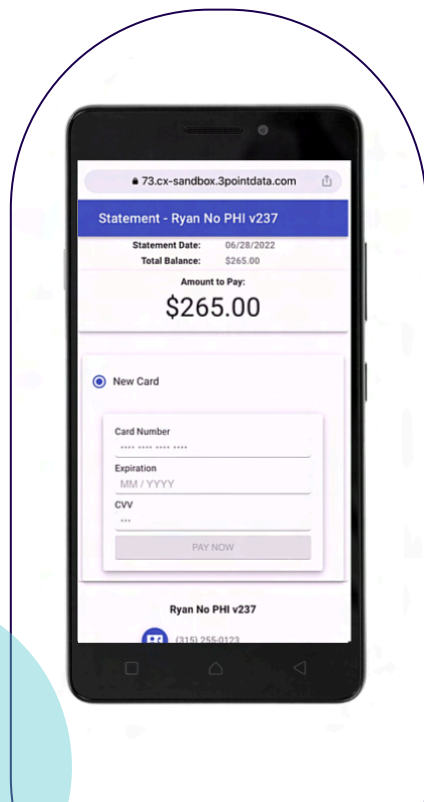 73.cx-sandbox.3pointdata.com
Statement - Ryan No PHI v237
Statement Date: 06/28/2022
Total Balance: $265.00
Amount to Pay:
$265.00
New Card
Card Number
.... .... .... ....
Expiration
MM / YYYY
CVV
...
PAY NOW
Ryan No PHI v237
(315) 255-0123